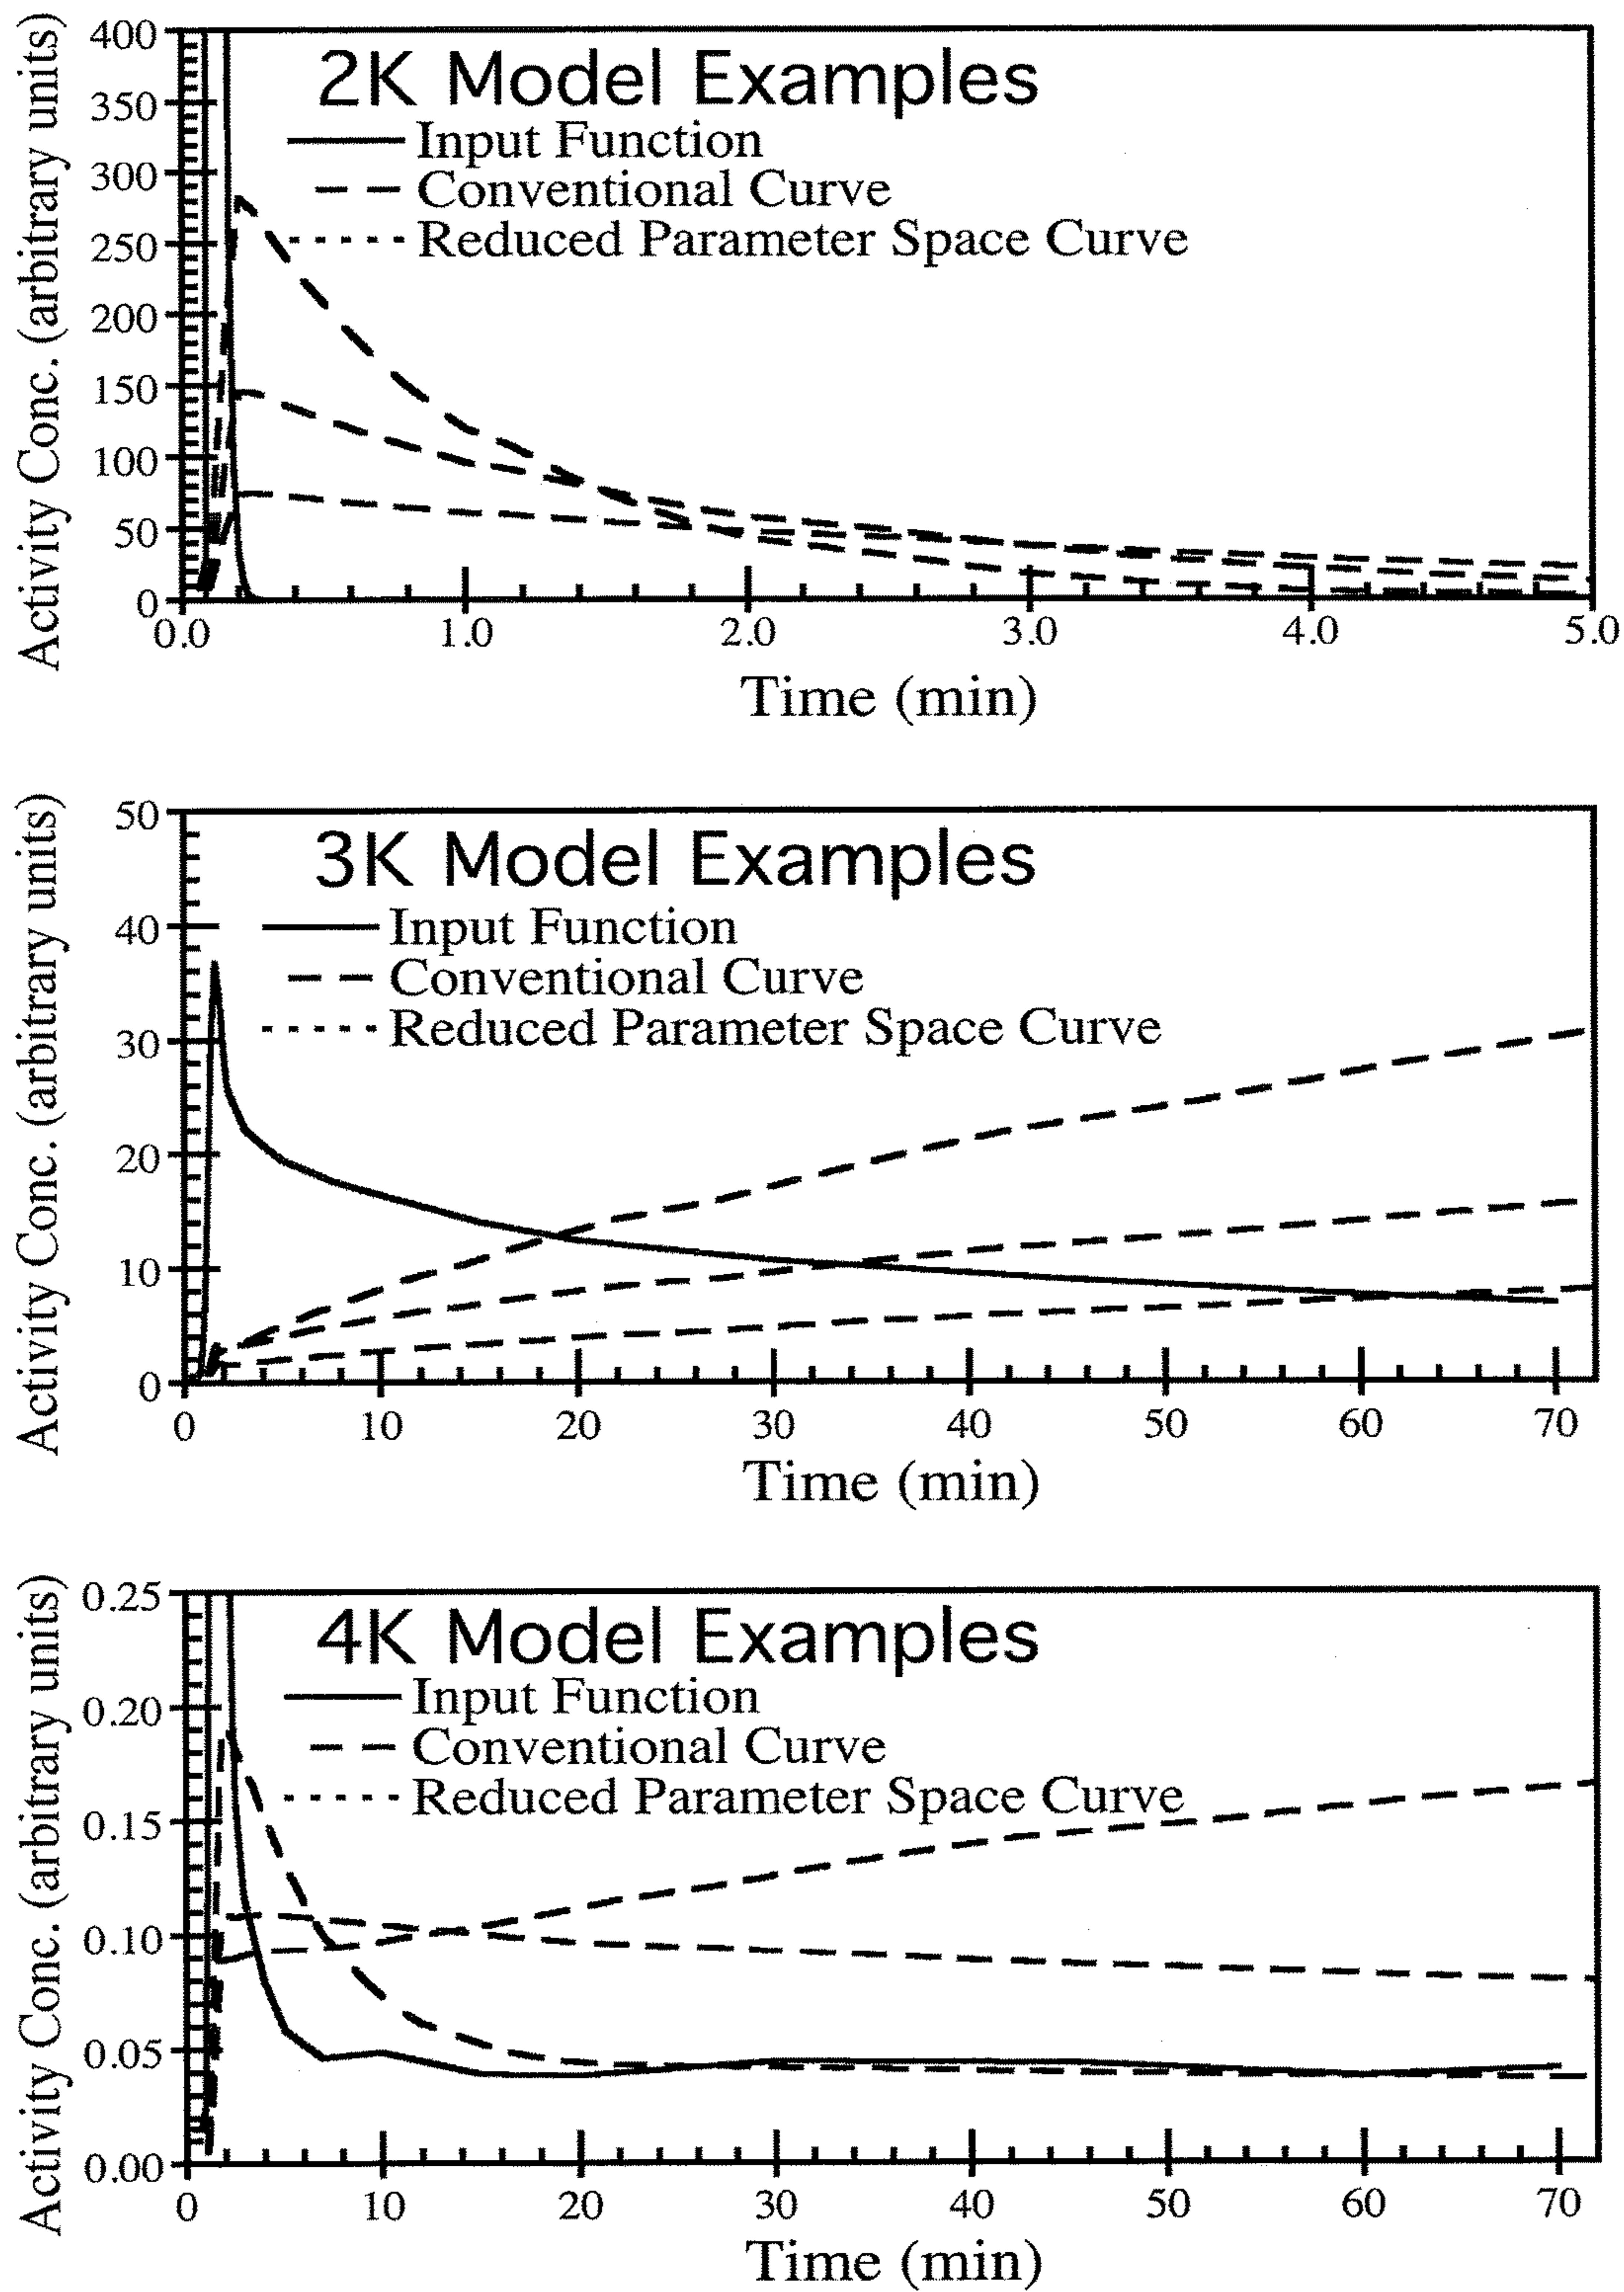 2K Model Examples
Input Function
Conventional Curve
Reduced Parameter Space Curve
Activity Conc. (arbitrary units)
400
350
300
250
200
150
100
50
0
0.0 1.0 2.0 3.0 4.0 5.0
Time (min)
3K Model Examples
Input Function
Conventional Curve
Reduced Parameter Space Curve
Activity Conc. (arbitrary units)
50
40
30
20
10
0
0 10 20 30 40 50 60 70
Time (min)
4K Model Examples
Input Function
Conventional Curve
Reduced Parameter Space Curve
Activity Conc. (arbitrary units)
0.25
0.20
0.15
0.10
0.05
0.00
0 10 20 30 40 50 60 70
Time (min)